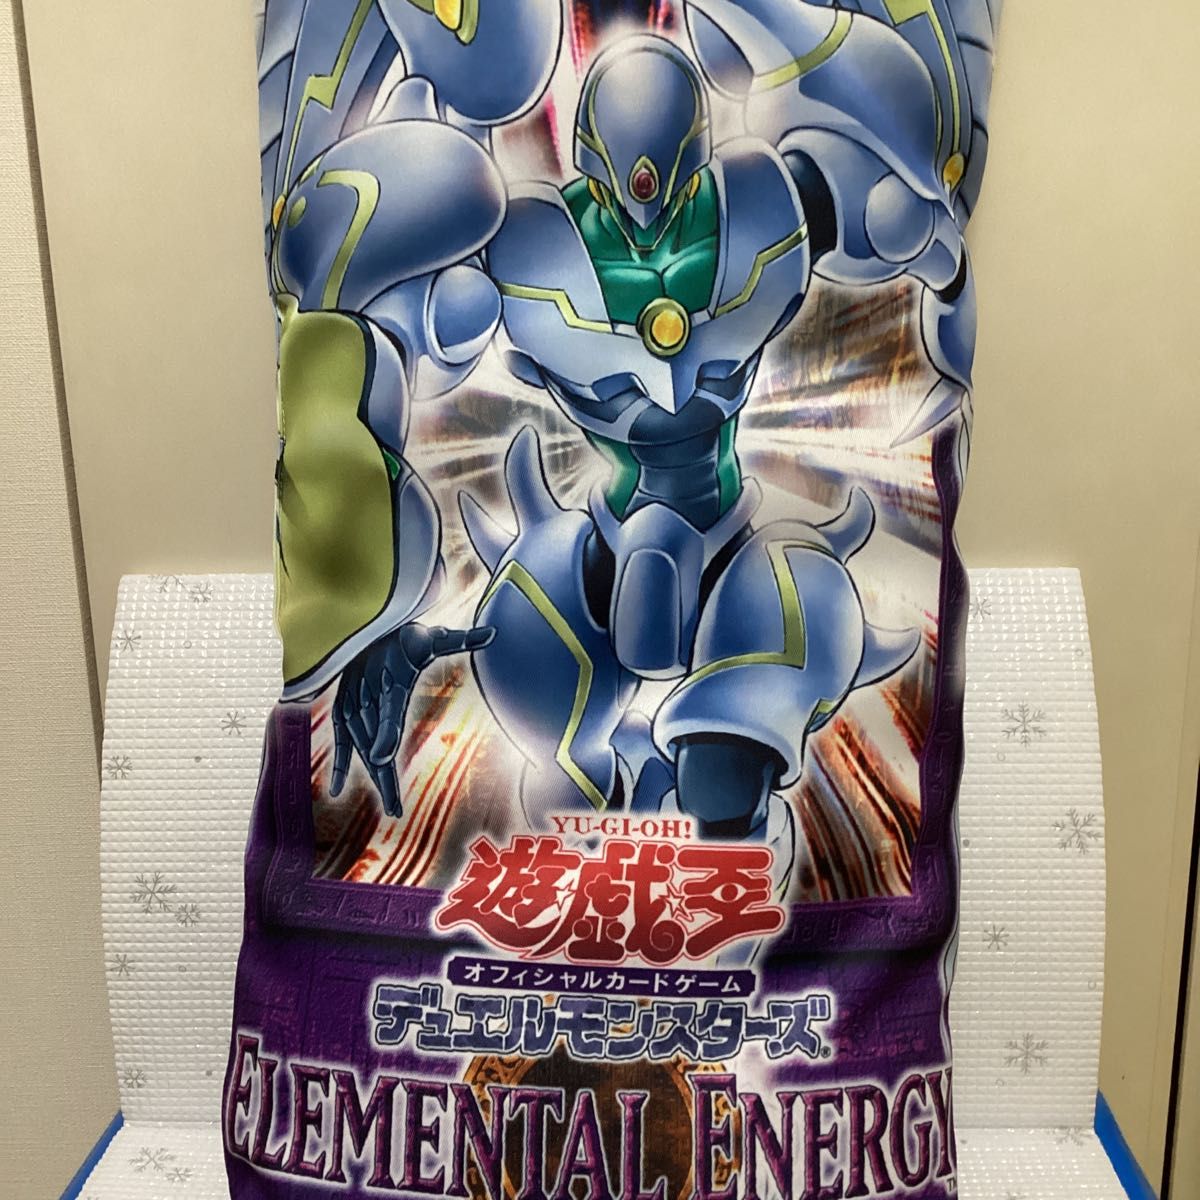 YU-GI-OH!
遊☆戯☆王
オフィシャルカードゲーム
デュエルモンスターズ®
ELEMENTAL ENERGY™